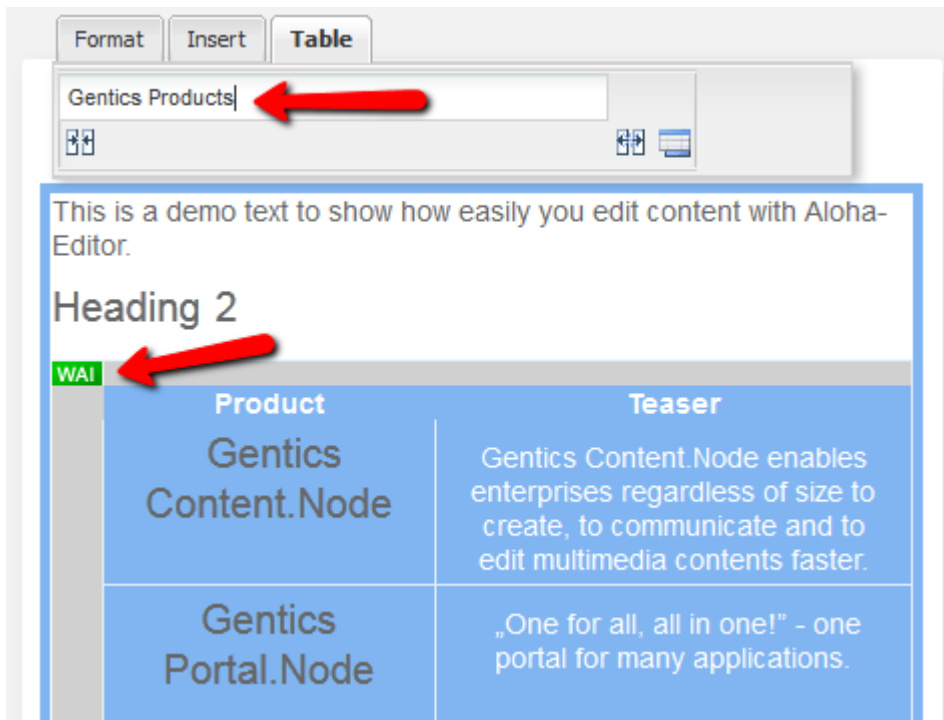 Format Insert Table
Gentics Products
This is a demo text to show how easily you edit content with Aloha-
Editor.
Heading 2
WAI
Product Teaser
Gentics
Content.Node
Gentics Content.Node enables
enterprises regardless of size to
create, to communicate and to
edit multimedia contents faster.
Gentics
Portal.Node
„One for all, all in one!” - one
portal for many applications.